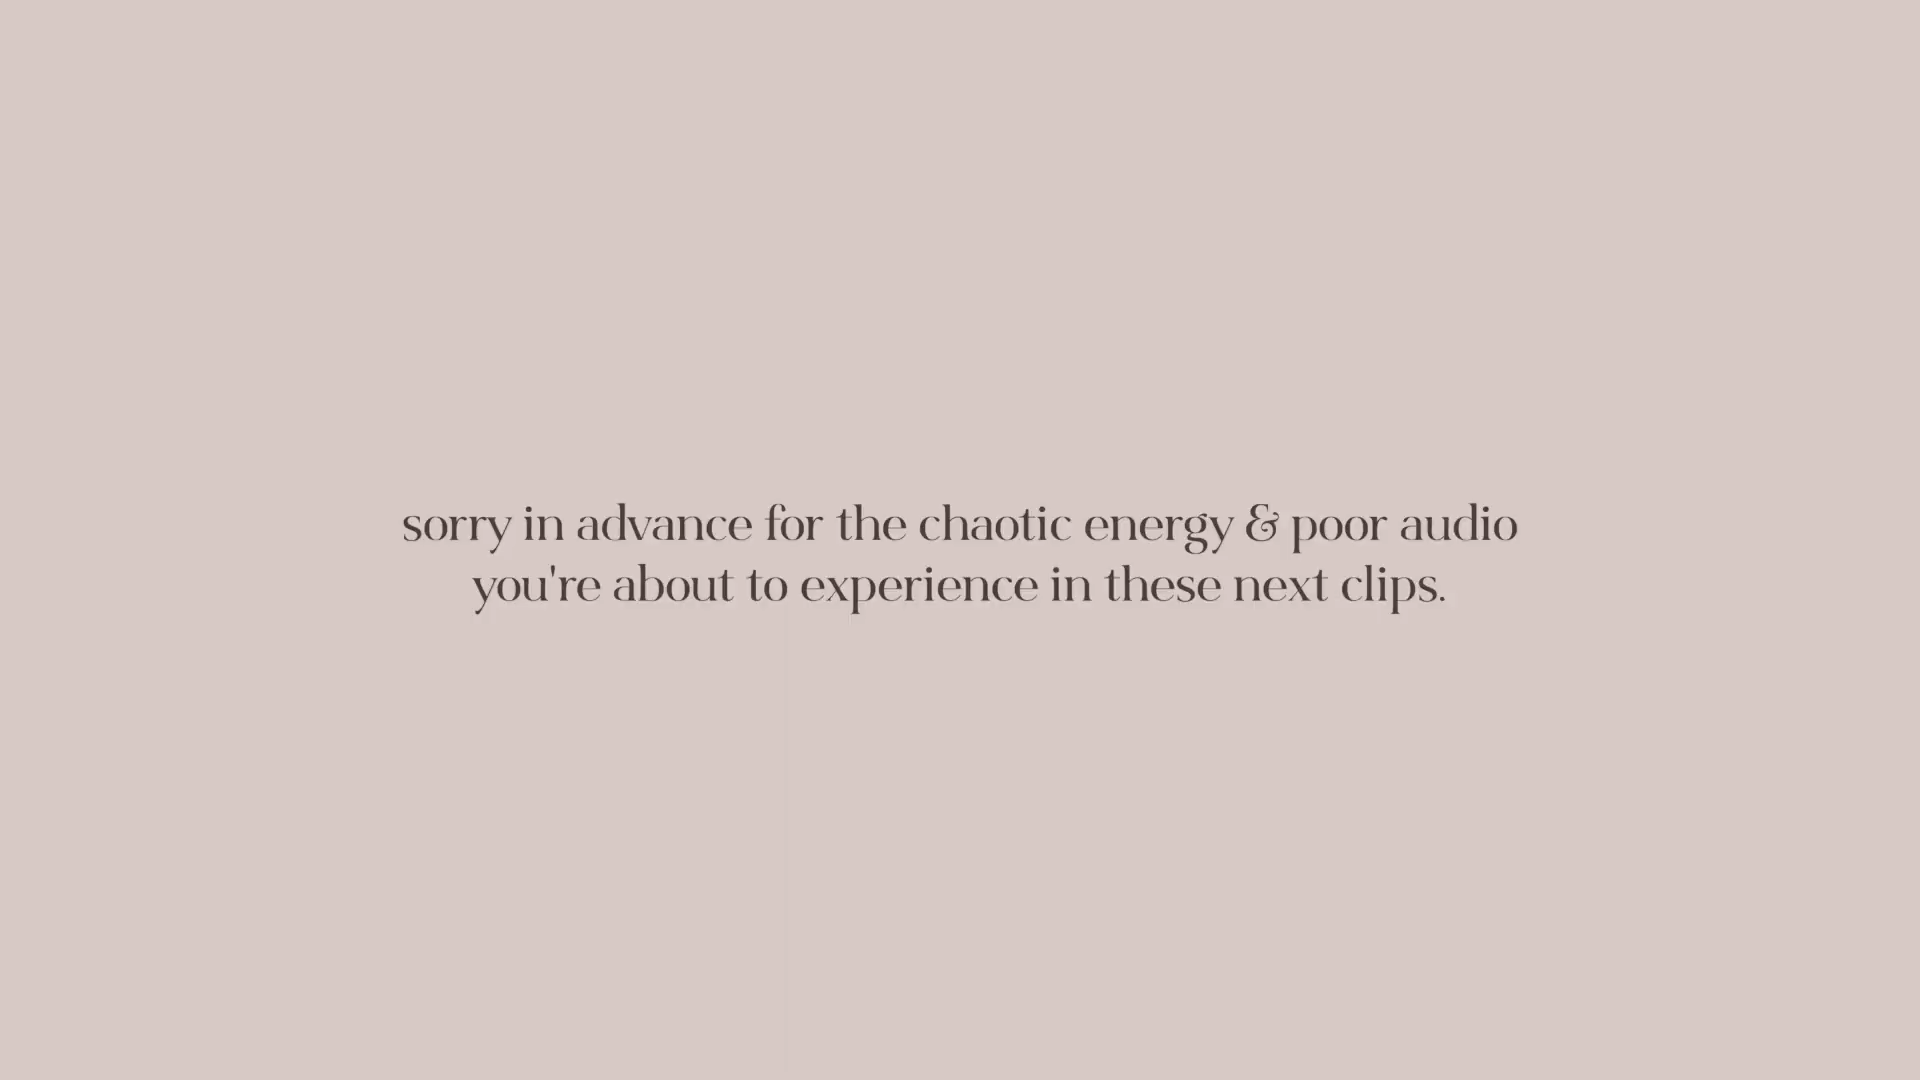 sorry in advance for the chaotic energy & poor audio
you're about to experience in these next clips.